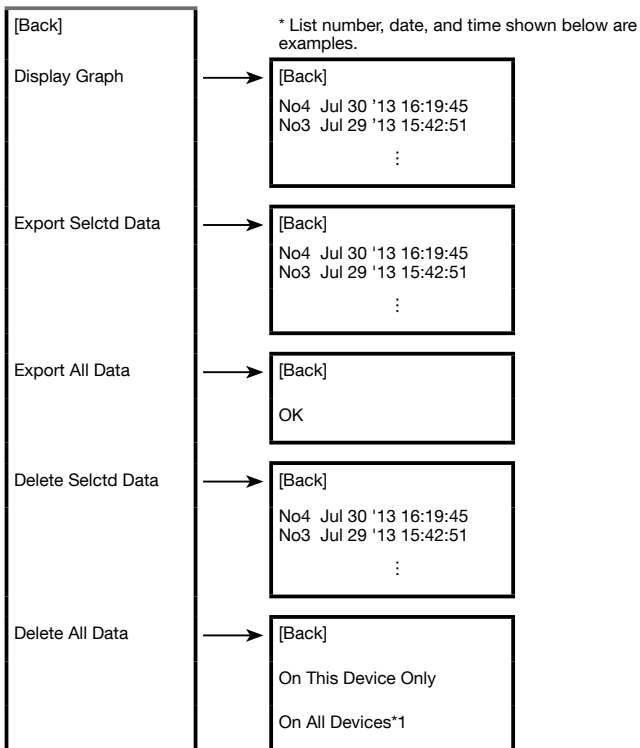 [Back]
* List number, date, and time shown below are
examples.
Display Graph
[Back]
No4 Jul 30 ’13 16:19:45
No3 Jul 29 ’13 15:42:51
⋮
Export Selctd Data
[Back]
No4 Jul 30 '13 16:19:45
No3 Jul 29 '13 15:42:51
⋮
Export All Data
[Back]
OK
Delete Selctd Data
[Back]
No4 Jul 30 '13 16:19:45
No3 Jul 29 '13 15:42:51
⋮
Delete All Data
[Back]
On This Device Only
On All Devices*1